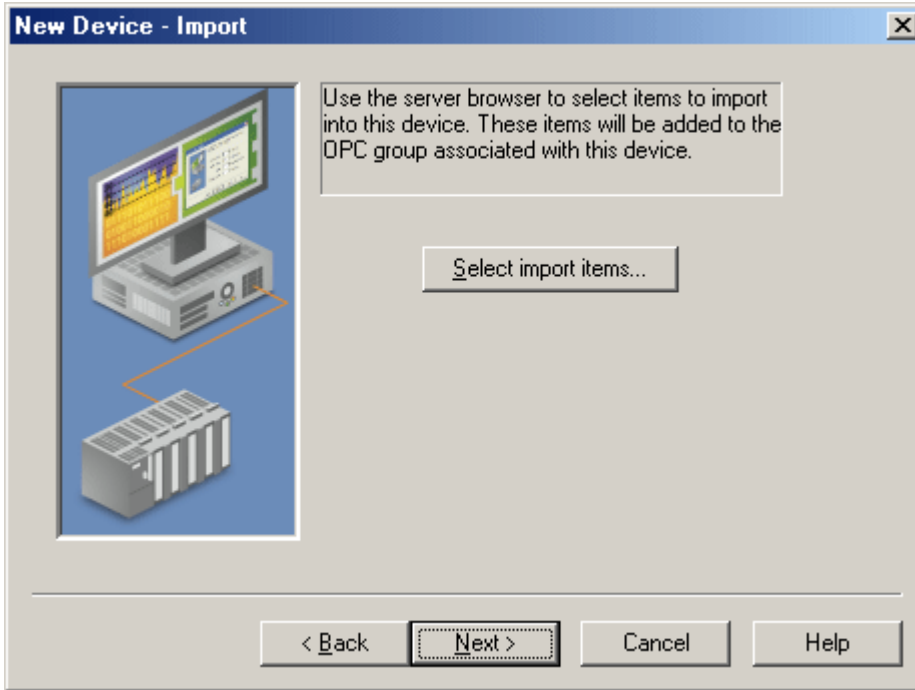 New Device - Import
Use the server browser to select items to import
into this device. These items will be added to the
OPC group associated with this device.
Select import items...
< Back
Next >
Cancel
Help